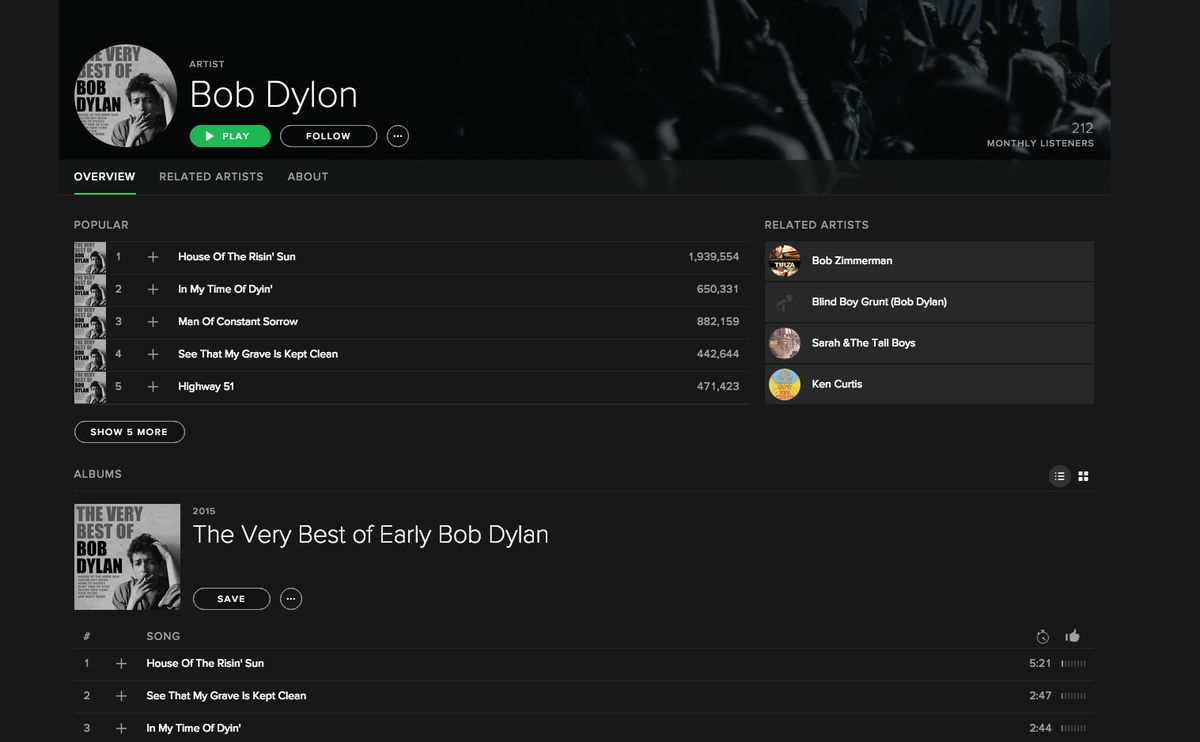 THE VERY
BEST OF
BOB
DYLAN
ARTIST
Bob Dylon
PLAY
FOLLOW
212
MONTHLY LISTENERS
OVERVIEW RELATED ARTISTS ABOUT
POPULAR
1 House Of The Risin' Sun 1,939,554
2 In My Time Of Dyin' 650,331
3 Man Of Constant Sorrow 882,159
4 See That My Grave Is Kept Clean 442,644
5 Highway 51 471,423
SHOW 5 MORE
RELATED ARTISTS
TIRZA
Bob Zimmerman
Blind Boy Grunt (Bob Dylan)
Sarah &The Tall Boys
Ken Curtis
ALBUMS
THE VERY
BEST OF
BOB
DYLAN
2015
The Very Best of Early Bob Dylan
SAVE
# SONG
1 House Of The Risin' Sun 5:21
2 See That My Grave Is Kept Clean 2:47
3 In My Time Of Dyin' 2:44